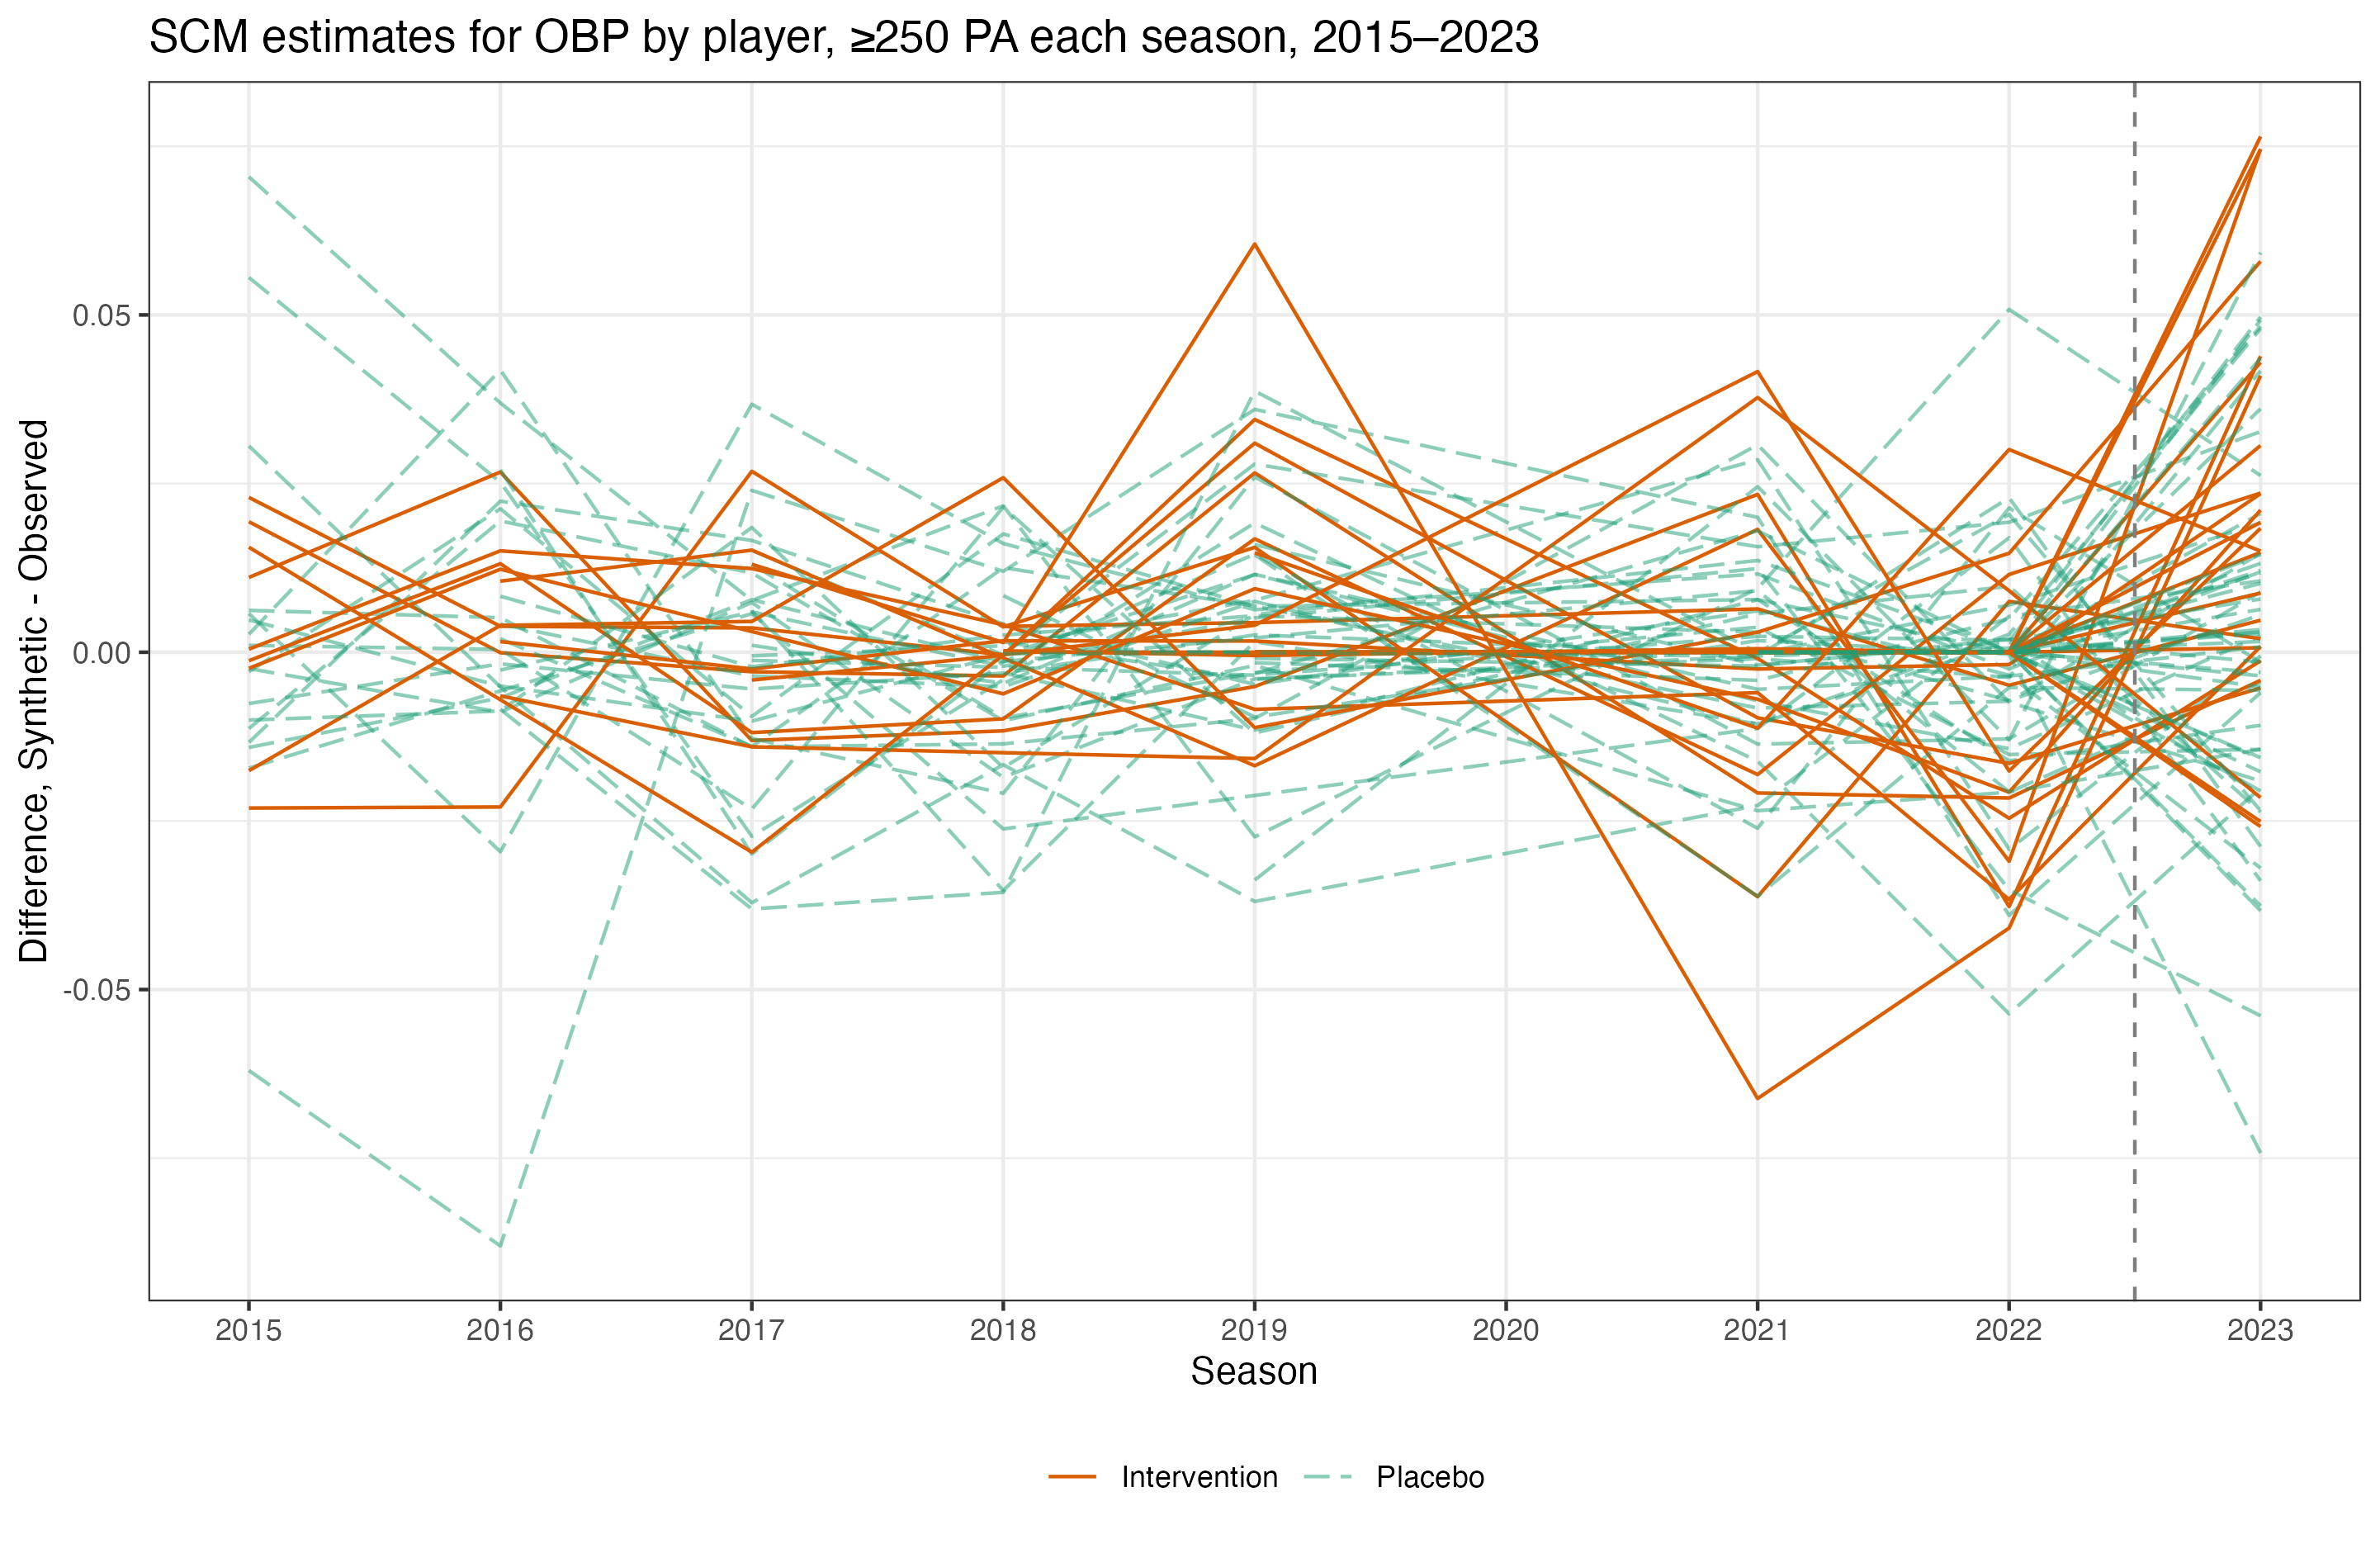 SCM estimates for OBP by player, ≥250 PA each season, 2015–2023
Difference, Synthetic - Observed
0.05
0.00
-0.05
2015 2016 2017 2018 2019 2020 2021 2022 2023
Season
Intervention Placebo